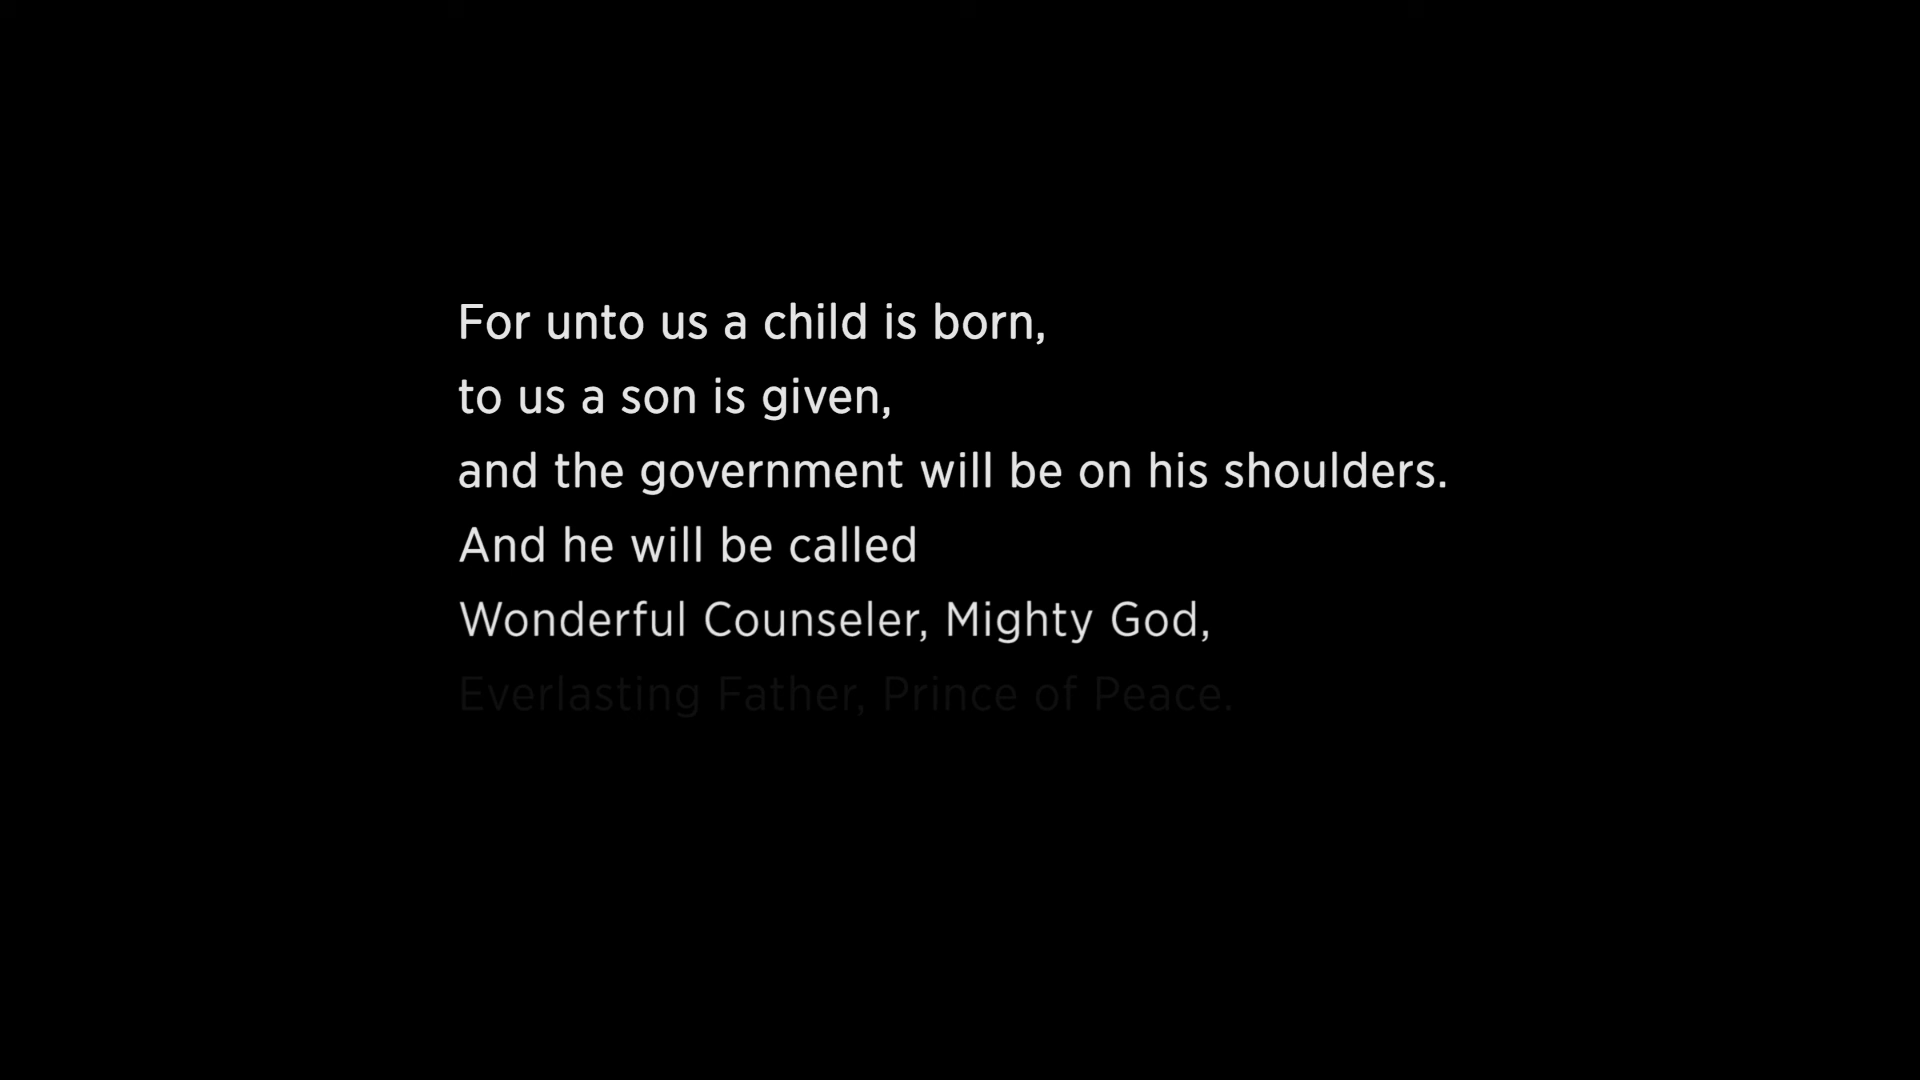 For unto us a child is born,
to us a son is given,
and the government will be on his shoulders.
And he will be called
Wonderful Counseler, Mighty God,
Everlasting Father, Prince of Peace.